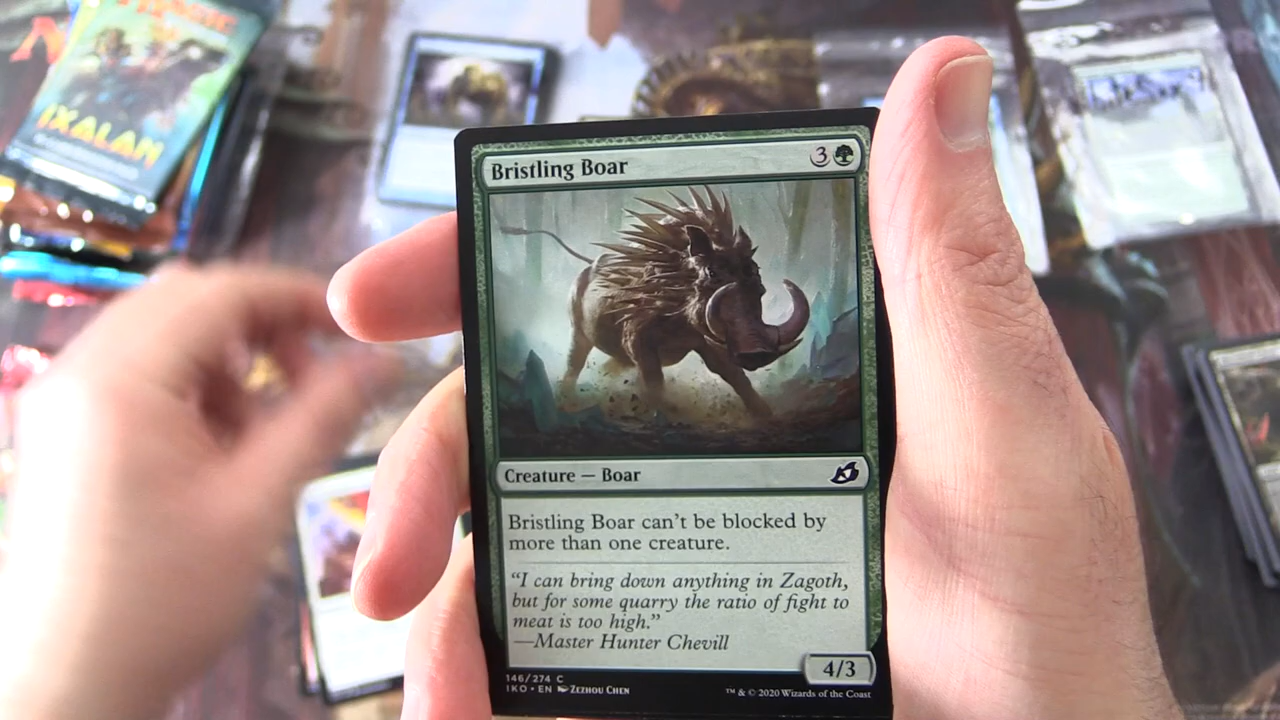 IXALAN
Bristling Boar
3
Creature — Boar
Bristling Boar can't be blocked by
more than one creature.
"I can bring down anything in Zagoth,
but for some quarry the ratio of fight to
meat is too high."
—Master Hunter Chevill
4/3
146/274 C
IKO • EN Zezhou Chen
™ & © 2020 Wizards of the Coast